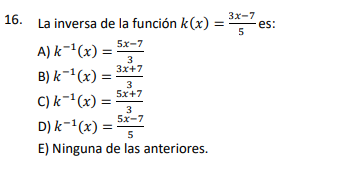 16. La inversa de la función k(x) = \frac{3x-7}{5} es:
A) k^{-1}(x) = \frac{5x-7}{3}
B) k^{-1}(x) = \frac{3x+7}{3}
C) k^{-1}(x) = \frac{5x+7}{3}
D) k^{-1}(x) = \frac{5x-7}{5}
E) Ninguna de las anteriores.